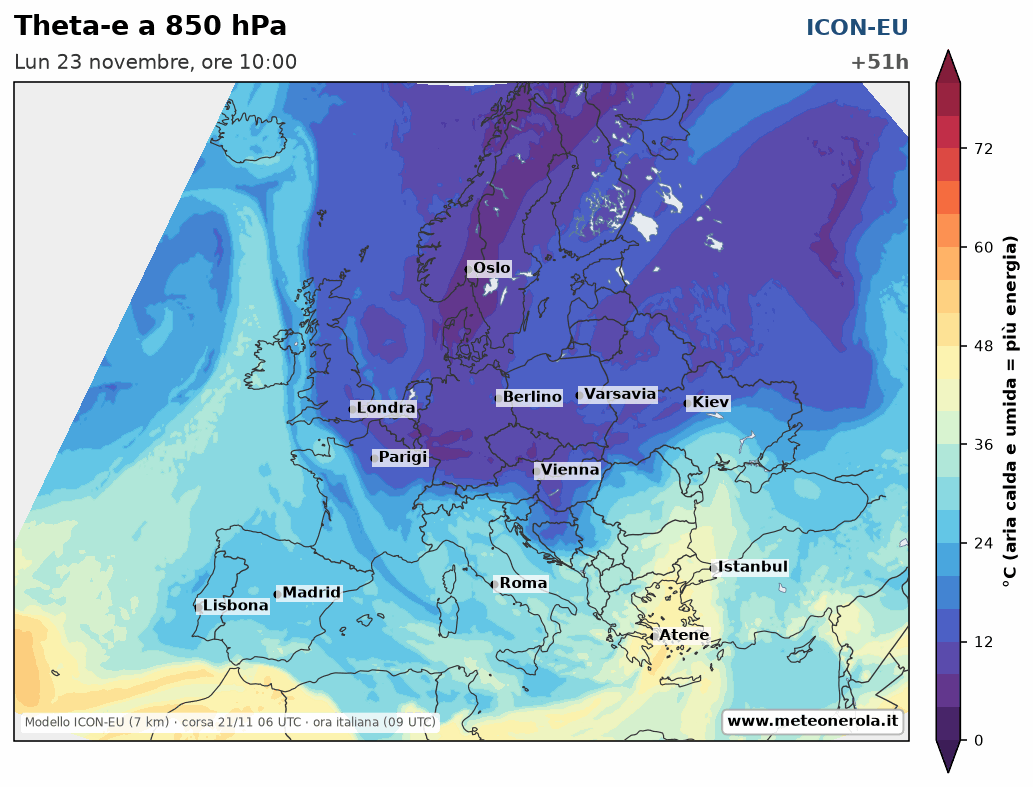 Theta-e a 850 hPa
ICON-EU
Lun 23 novembre, ore 10:00
+51h
72
60
48
36
24
12
0
°C (aria calda e umida = più energia)
Oslo
Londra
Berlino
Varsavia
Kiev
Parigi
Vienna
Istanbul
Roma
Madrid
Lisbona
Atene
Modello ICON-EU (7 km) · corsa 21/11 06 UTC · ora italiana (09 UTC)
www.meteonerola.it